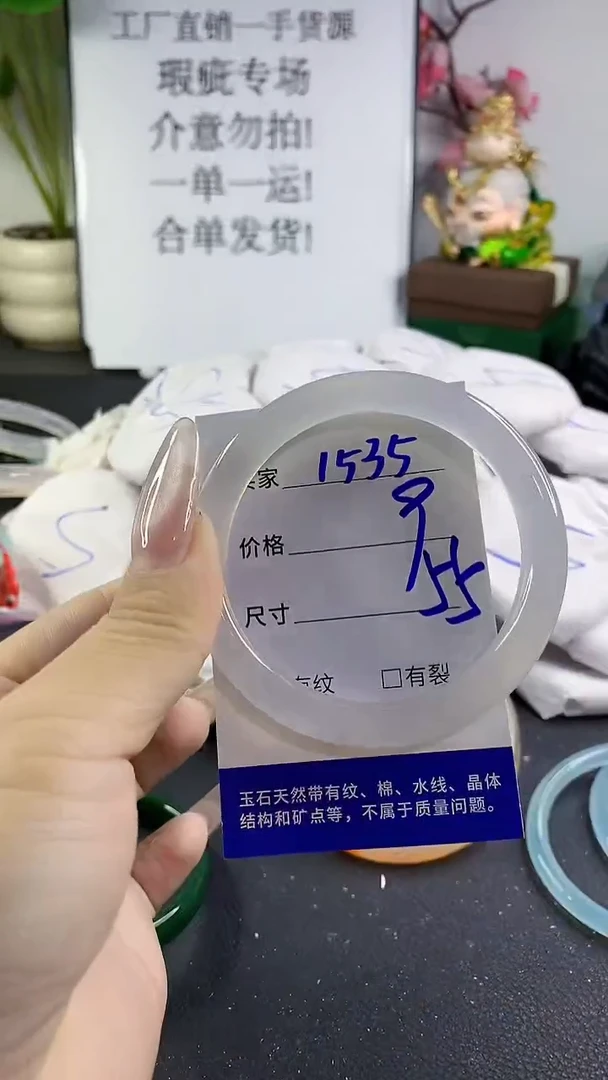 工厂直销一手货源
瑕疵专场
介意勿拍!
一单一运!
合单发货!
家 1535
价格
尺寸 55
有纹 □有裂
玉石天然带有纹、棉、水线、晶体
结构和矿点等，不属于质量问题。
S